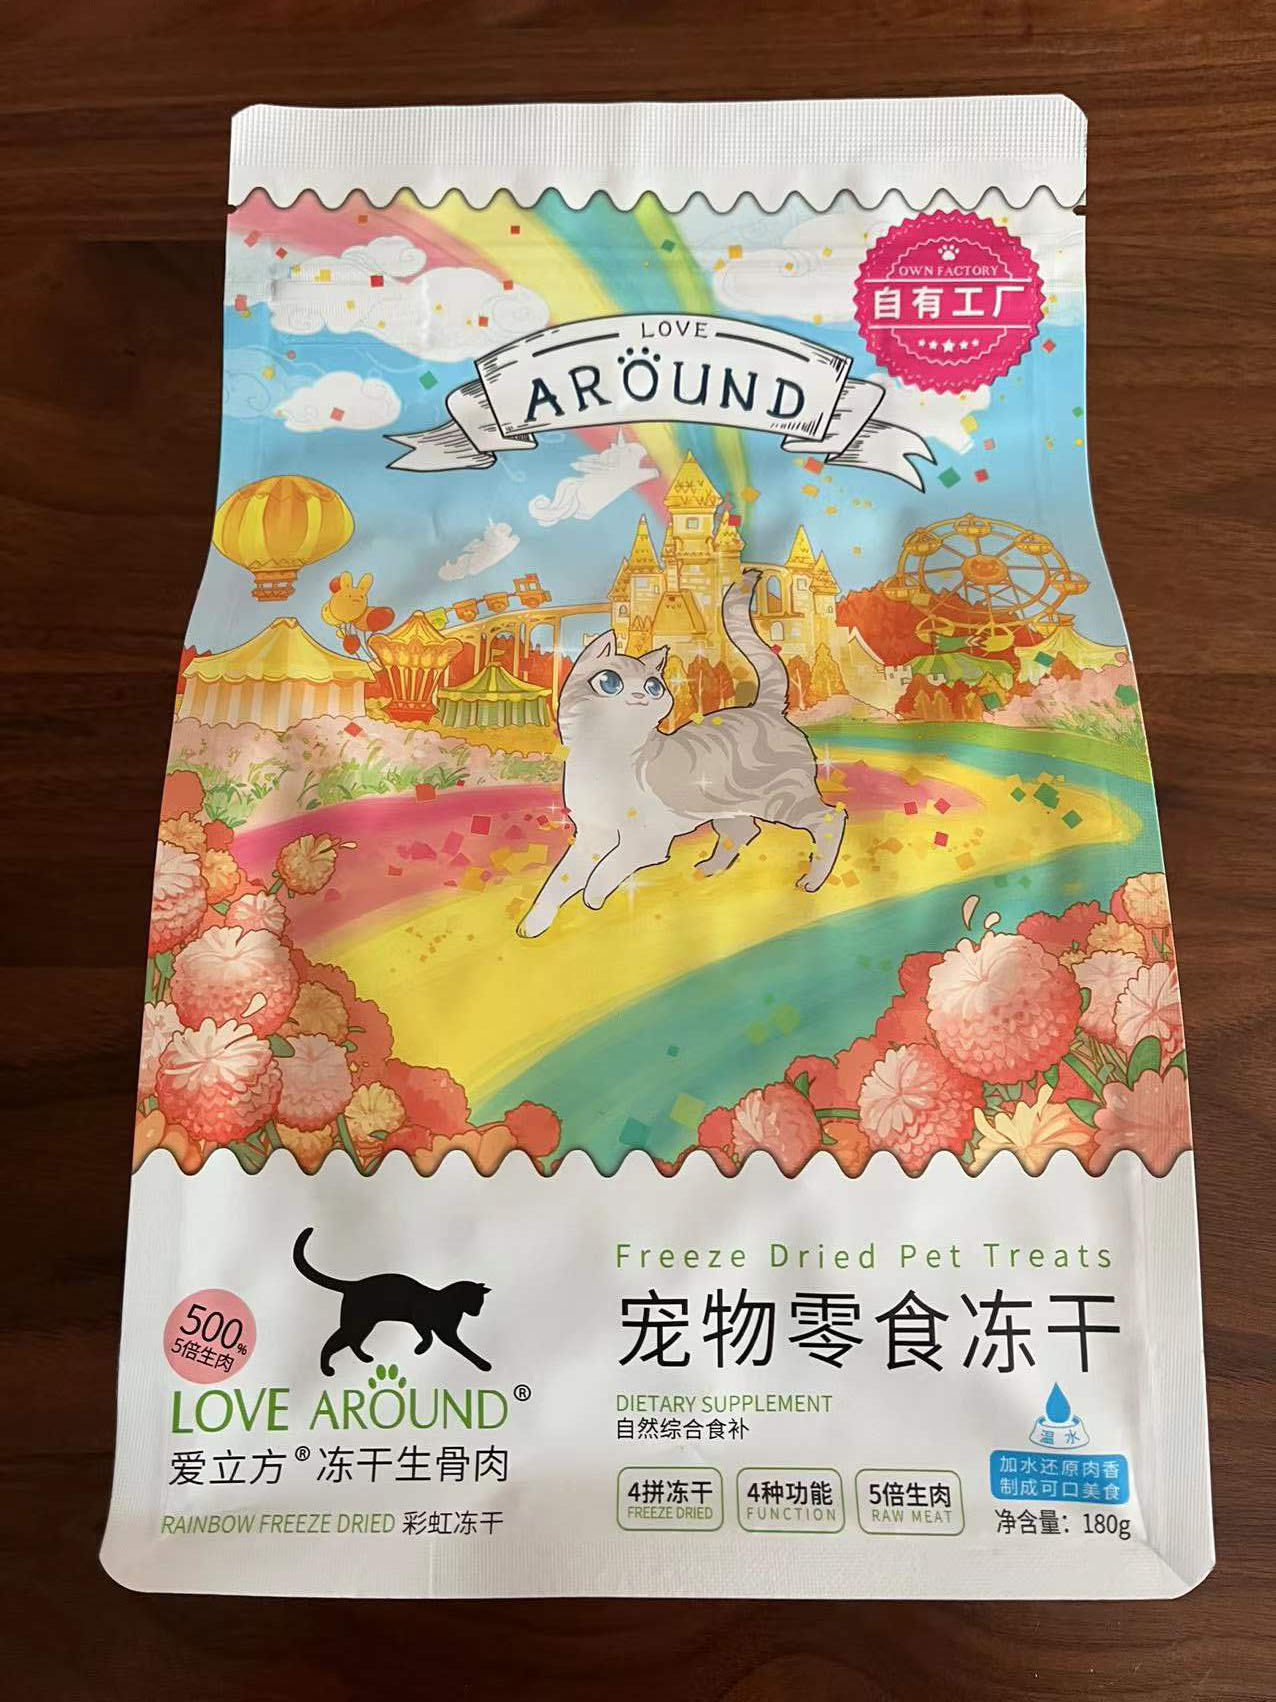 OWN FACTORY
自有工厂
LOVE
AROUND
Freeze Dried Pet Treats
宠物零食冻干
500%
5倍生肉
LOVE AROUND®
爱立方®冻干生骨肉
RAINBOW FREEZE DRIED 彩虹冻干
DIETARY SUPPLEMENT
自然综合食补
4拼冻干
FREEZE DRIED
4种功能
FUNCTION
5倍生肉
RAW MEAT
温水
加水还原肉香
制成可口美食
净含量：180g